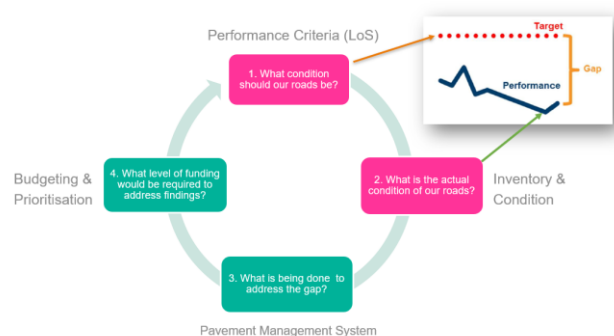 Performance Criteria (LoS)
1. What condition
should our roads be?
Target
Gap
Performance
2. What is the actual
condition of our roads?
Inventory &
Condition
3. What is being done to
address the gap?
Pavement Management System
4. What level of funding
would be required to
address findings?
Budgeting &
Prioritisation